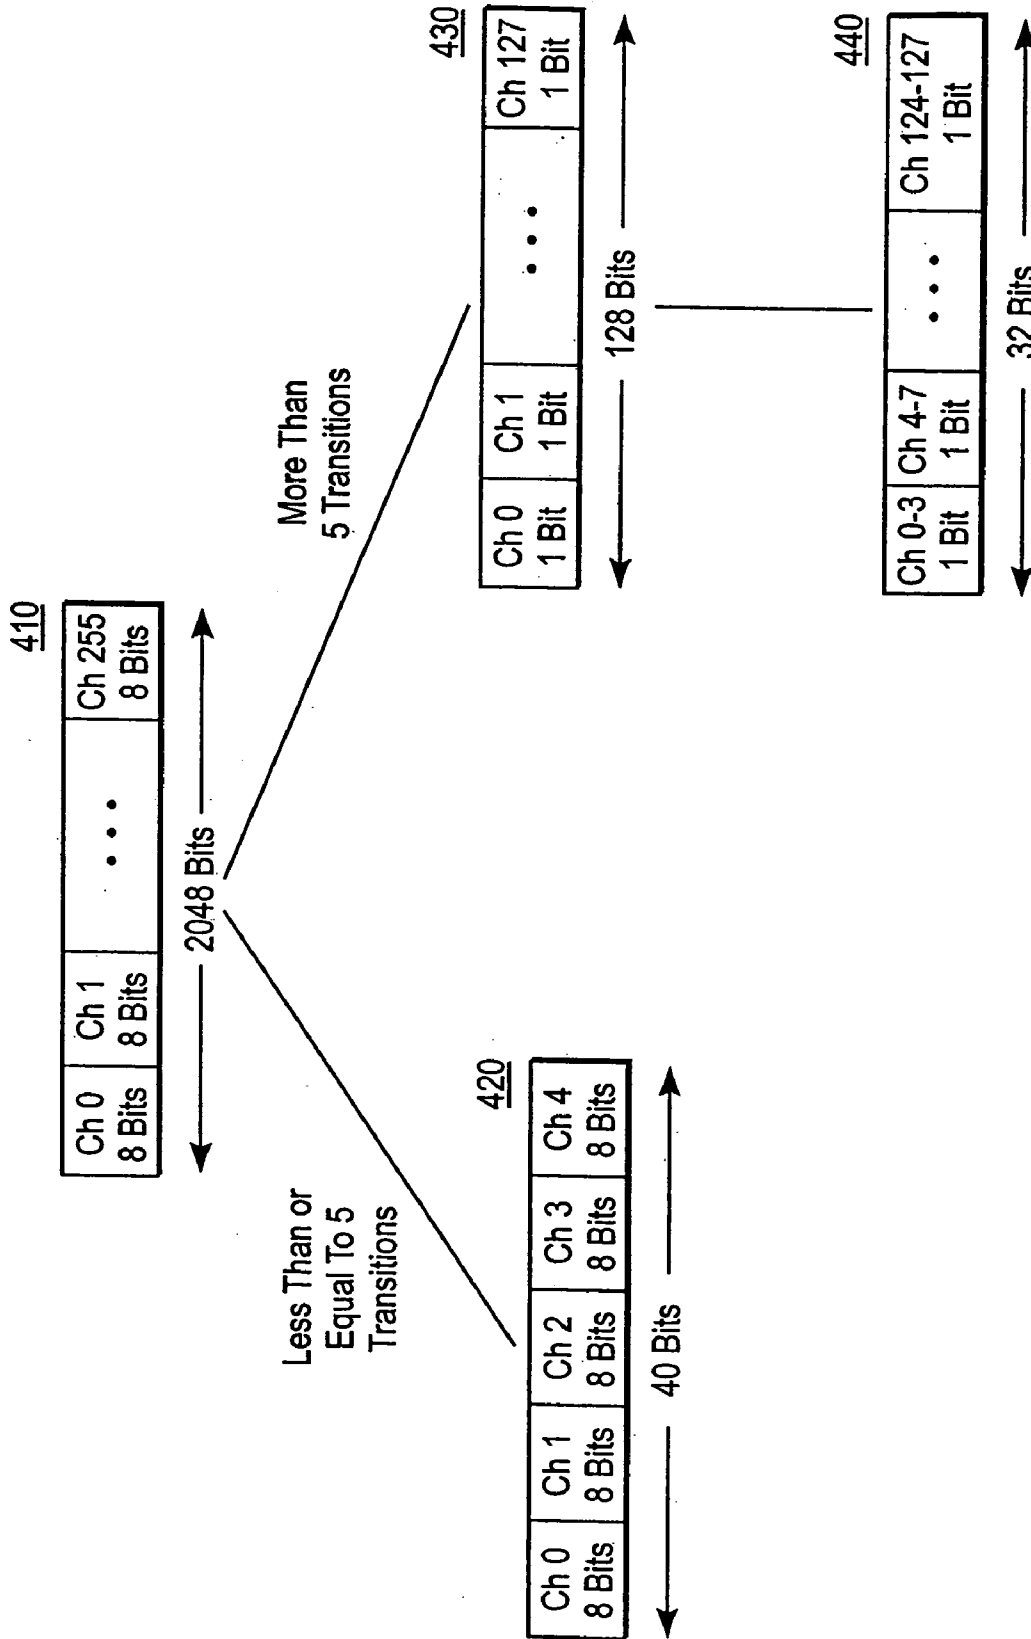 410
Ch 0 Ch 1 • • • Ch 255
8 Bits 8 Bits 8 Bits
2048 Bits
Less Than or
Equal To 5
Transitions
More Than
5 Transitions
420
Ch 0 Ch 1 Ch 2 Ch 3 Ch 4
8 Bits 8 Bits 8 Bits 8 Bits 8 Bits
40 Bits
430
Ch 0 Ch 1 • • • Ch 127
1 Bit 1 Bit 1 Bit
128 Bits
440
Ch 0-3 Ch 4-7 • • • Ch 124-127
1 Bit 1 Bit 1 Bit
32 Bits